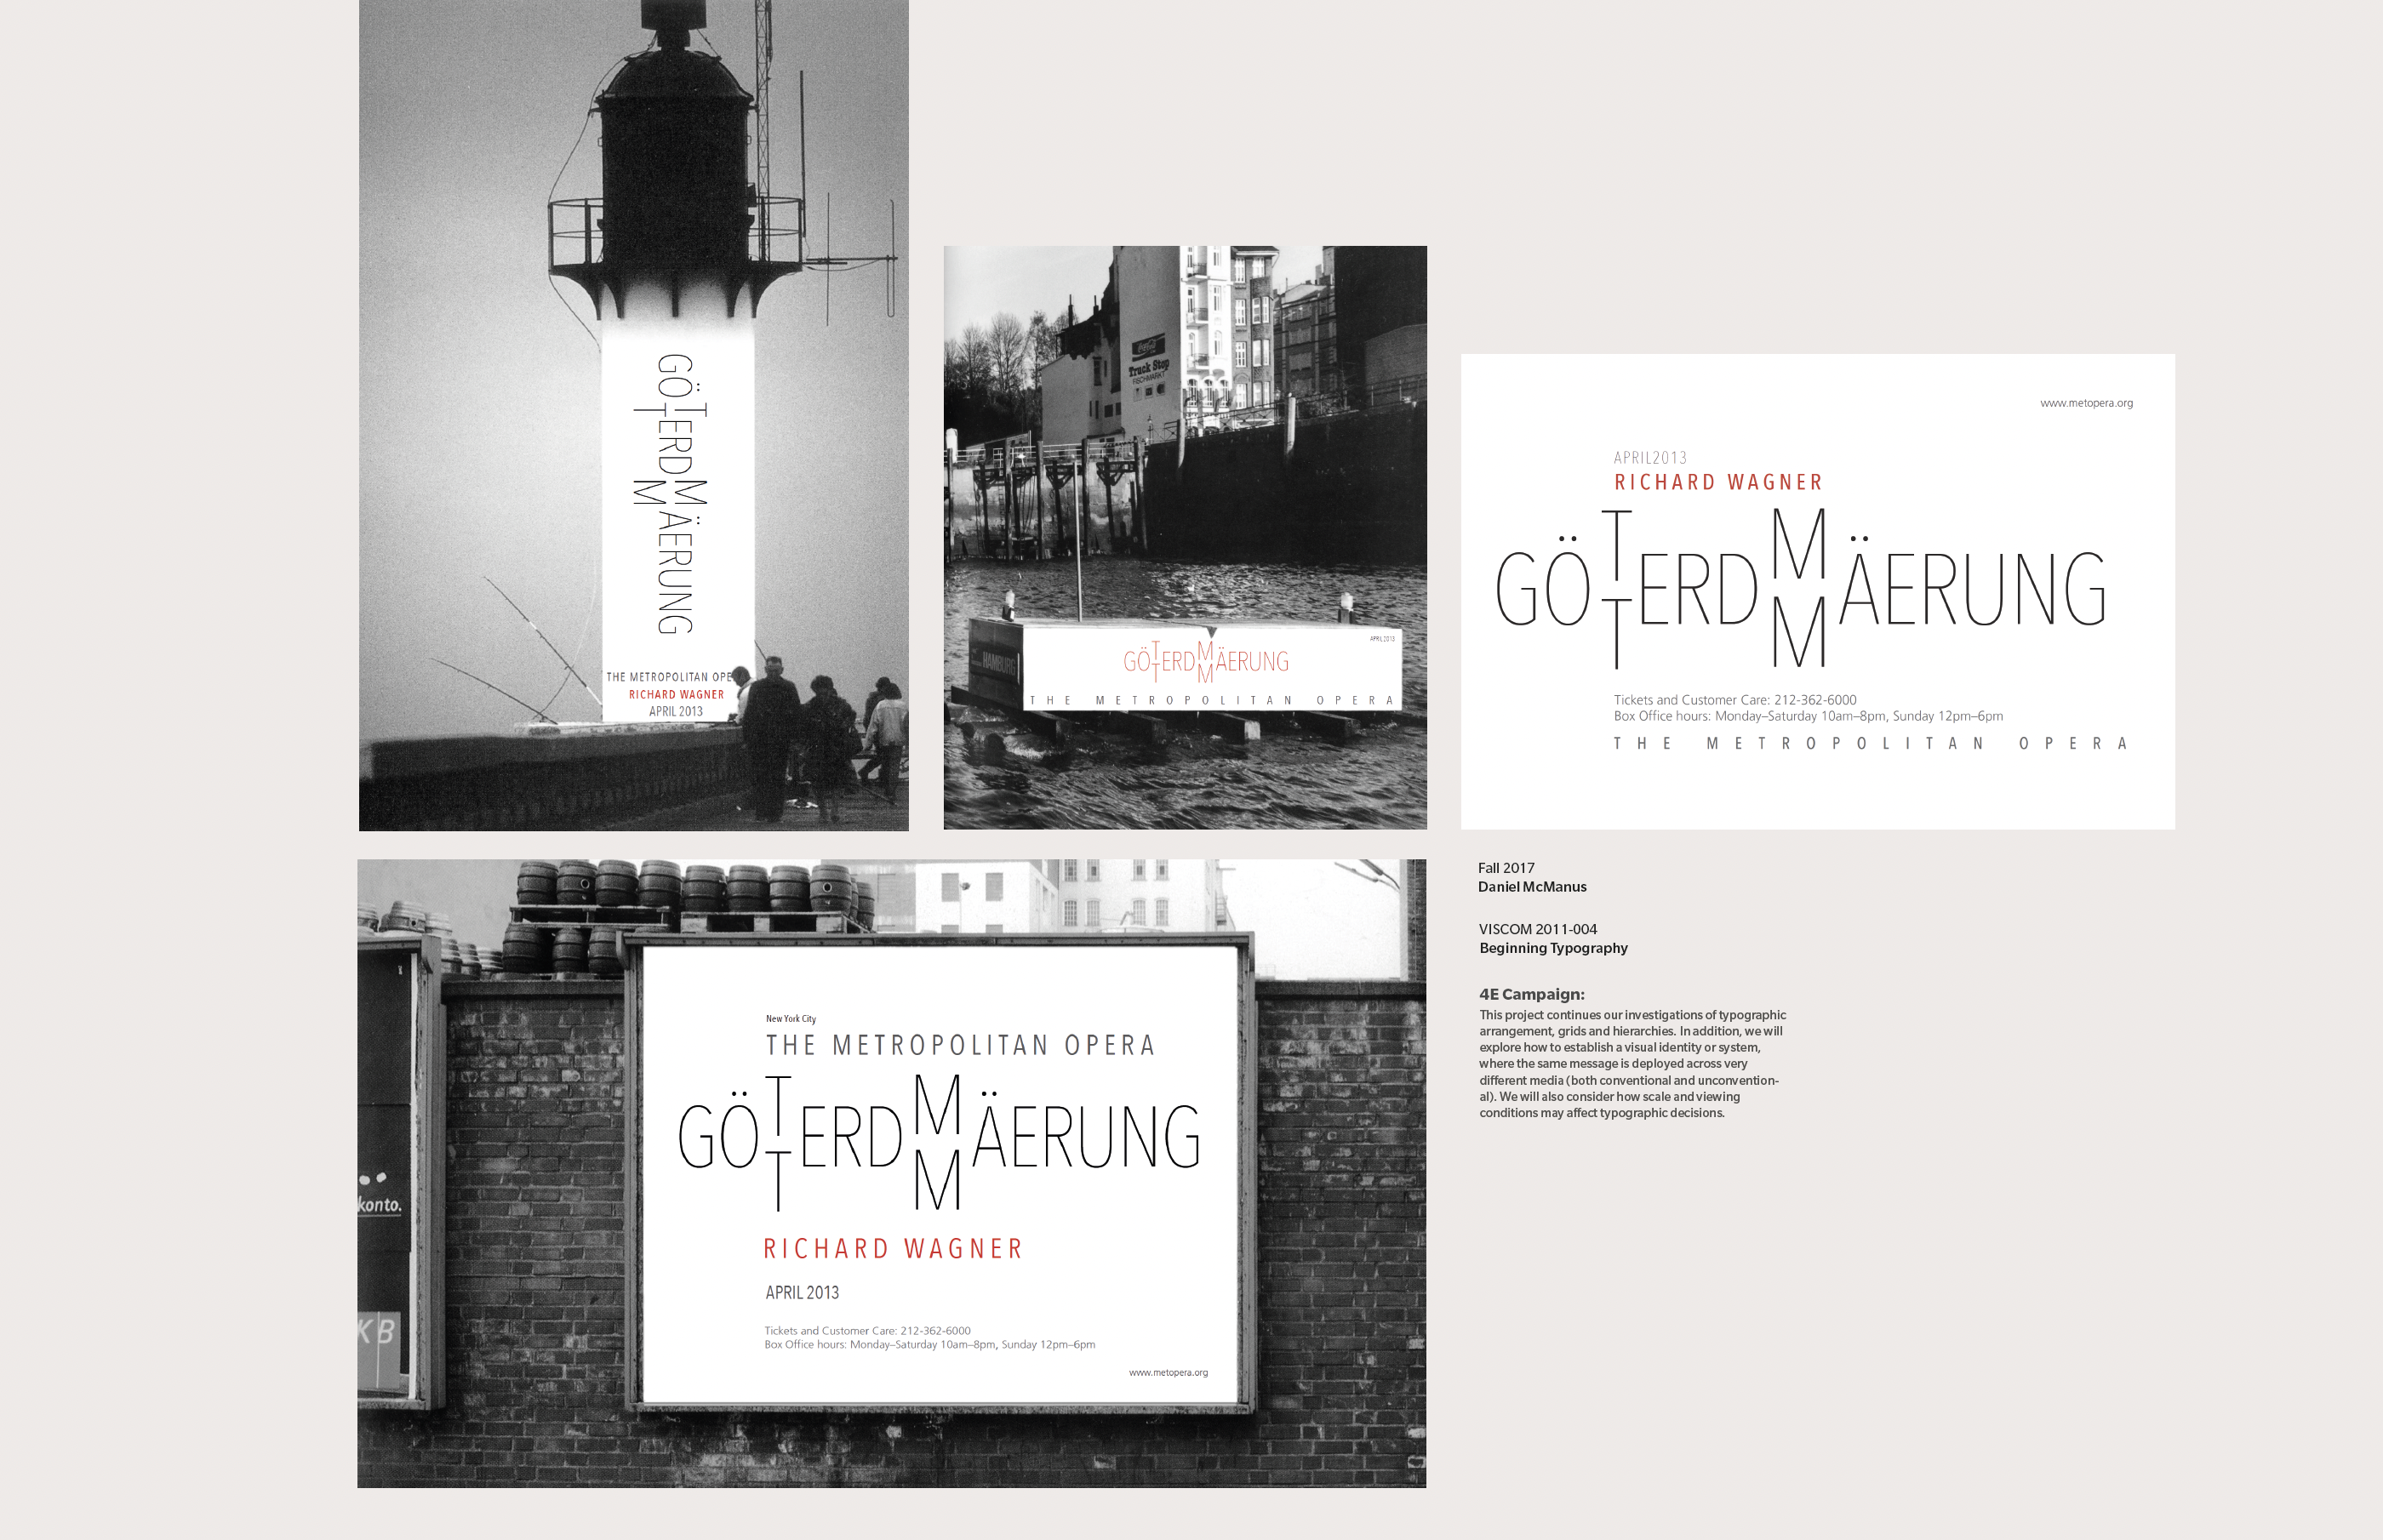 GÖTTERDMMÄERUNG
THE METROPOLITAN OPE
RICHARD WAGNER
APRIL 2013
Coca-Cola
Truck Stop
FISCHMARKT
HAMBURG
APRIL 2013
GÖTTERDMMÄERUNG
THE METROPOLITAN OPERA
www.metopera.org
APRIL2013
RICHARD WAGNER
GÖTTERDMMÄERUNG
Tickets and Customer Care: 212-362-6000
Box Office hours: Monday–Saturday 10am–8pm, Sunday 12pm–6pm
THE METROPOLITAN OPERA
konto.
KB
New York City
THE METROPOLITAN OPERA
GÖTTERDMMÄERUNG
RICHARD WAGNER
APRIL 2013
Tickets and Customer Care: 212-362-6000
Box Office hours: Monday–Saturday 10am–8pm, Sunday 12pm–6pm
www.metopera.org
Fall 2017
Daniel McManus
VISCOM 2011-004
Beginning Typography
4E Campaign:
This project continues our investigations of typographic
arrangement, grids and hierarchies. In addition, we will
explore how to establish a visual identity or system,
where the same message is deployed across very
different media (both conventional and unconvention-
al). We will also consider how scale and viewing
conditions may affect typographic decisions.